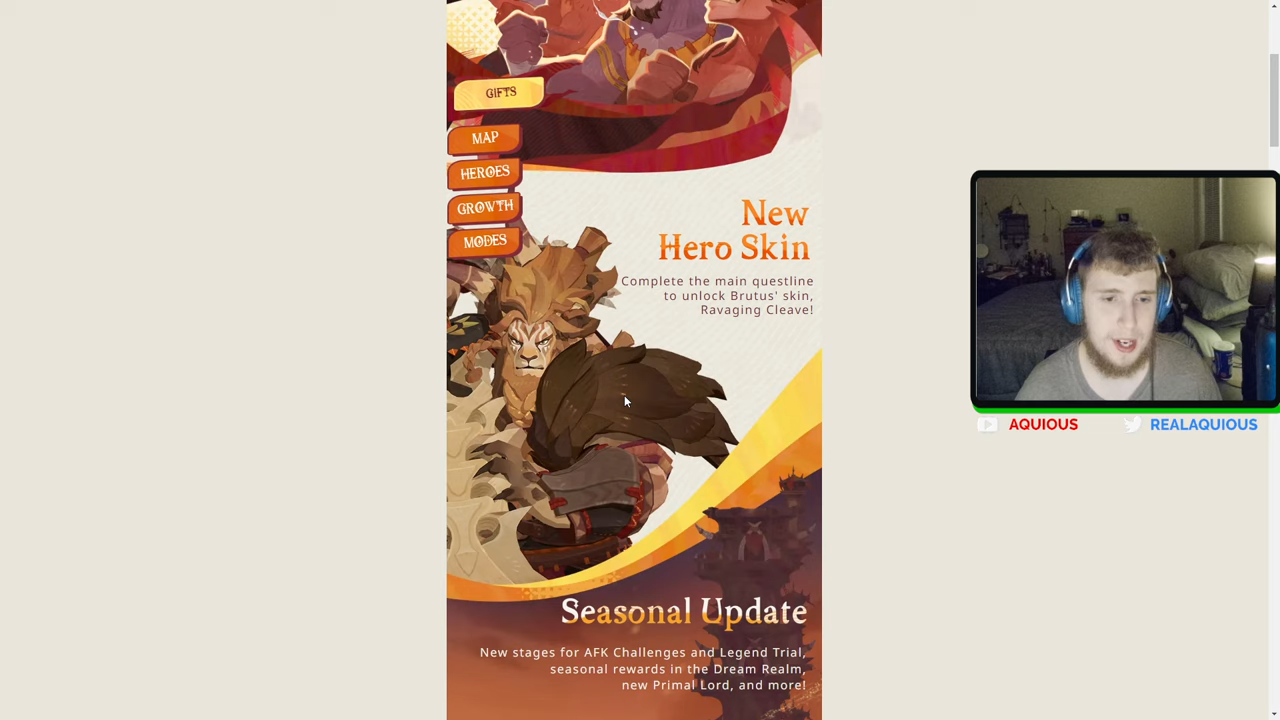 GIFTS
MAP
HEROES
GROWTH
MODES
New
Hero Skin
Complete the main questline
to unlock Brutus' skin,
Ravaging Cleave!
AQUIOUS
REALAQUIOUS
Seasonal Update
New stages for AFK Challenges and Legend Trial,
seasonal rewards in the Dream Realm,
new Primal Lord, and more!